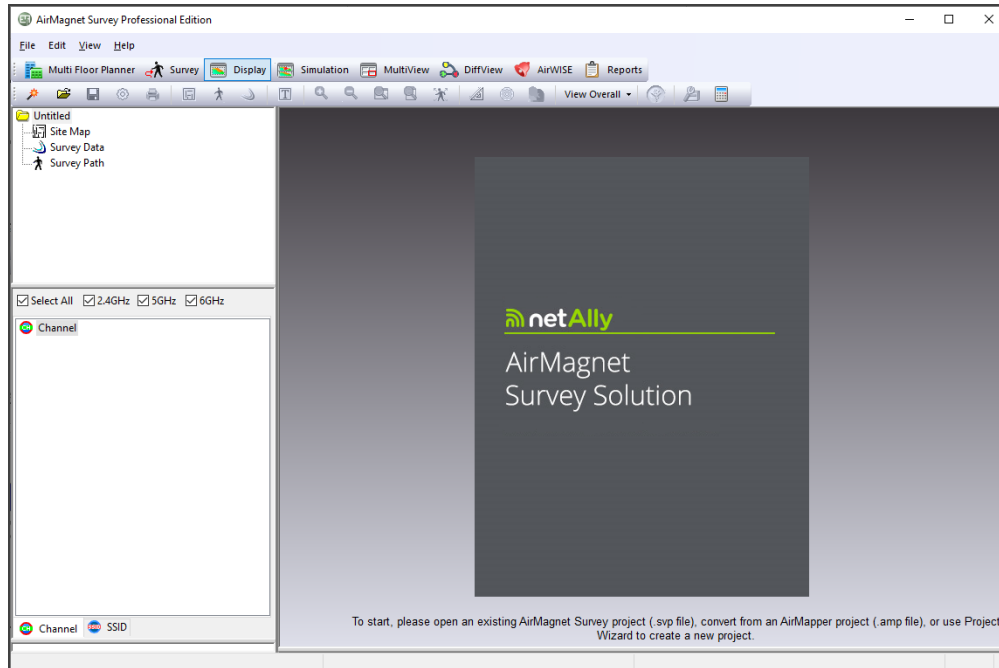 AirMagnet Survey Professional Edition
File Edit View Help
Multi Floor Planner Survey Display Simulation MultiView DiffView AirWISE Reports
View Overall
Untitled
Site Map
Survey Data
Survey Path
Select All 2.4GHz 5GHz 6GHz
CH Channel
netAlly
AirMagnet
Survey Solution
CH Channel SSID SSID
To start, please open an existing AirMagnet Survey project (.svp file), convert from an AirMapper project (.amp file), or use Project
Wizard to create a new project.